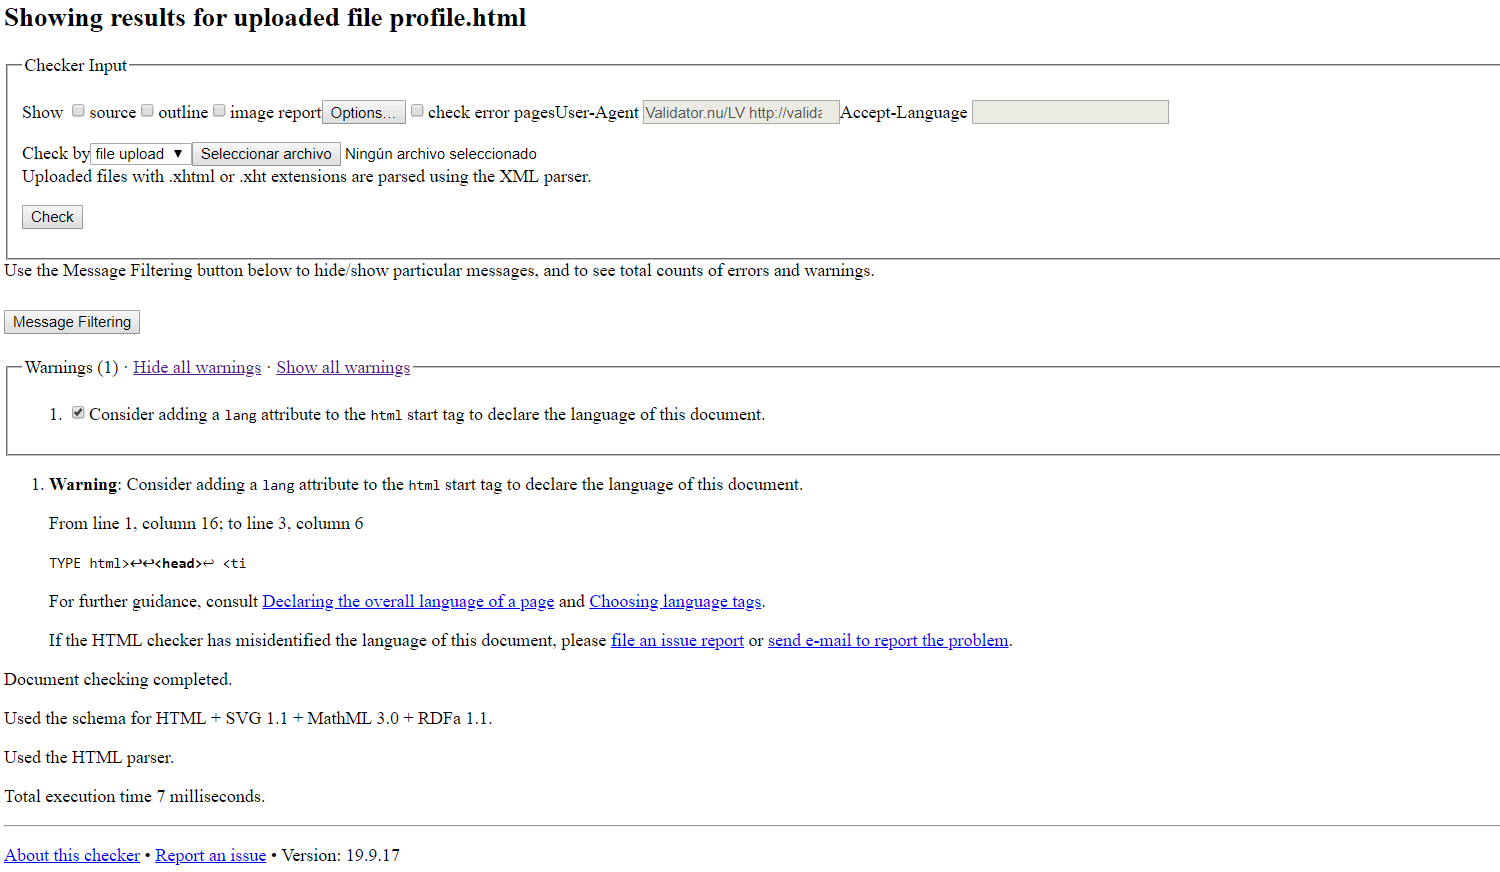 Showing results for uploaded file profile.html
Checker Input
Show source outline image report Options... check error pagesUser-Agent Validator.nu/LV http://valida Accept-Language
Check by file upload ▼ Seleccionar archivo Ningún archivo seleccionado
Uploaded files with .xhtml or .xht extensions are parsed using the XML parser.
Check
Use the Message Filtering button below to hide/show particular messages, and to see total counts of errors and warnings.
Message Filtering
Warnings (1) · Hide all warnings · Show all warnings
1. Consider adding a lang attribute to the html start tag to declare the language of this document.
1. Warning: Consider adding a lang attribute to the html start tag to declare the language of this document.
From line 1, column 16; to line 3, column 6
TYPE html>↩↩<head>↩ <ti
For further guidance, consult Declaring the overall language of a page and Choosing language tags.
If the HTML checker has misidentified the language of this document, please file an issue report or send e-mail to report the problem.
Document checking completed.
Used the schema for HTML + SVG 1.1 + MathML 3.0 + RDFa 1.1.
Used the HTML parser.
Total execution time 7 milliseconds.
About this checker • Report an issue • Version: 19.9.17